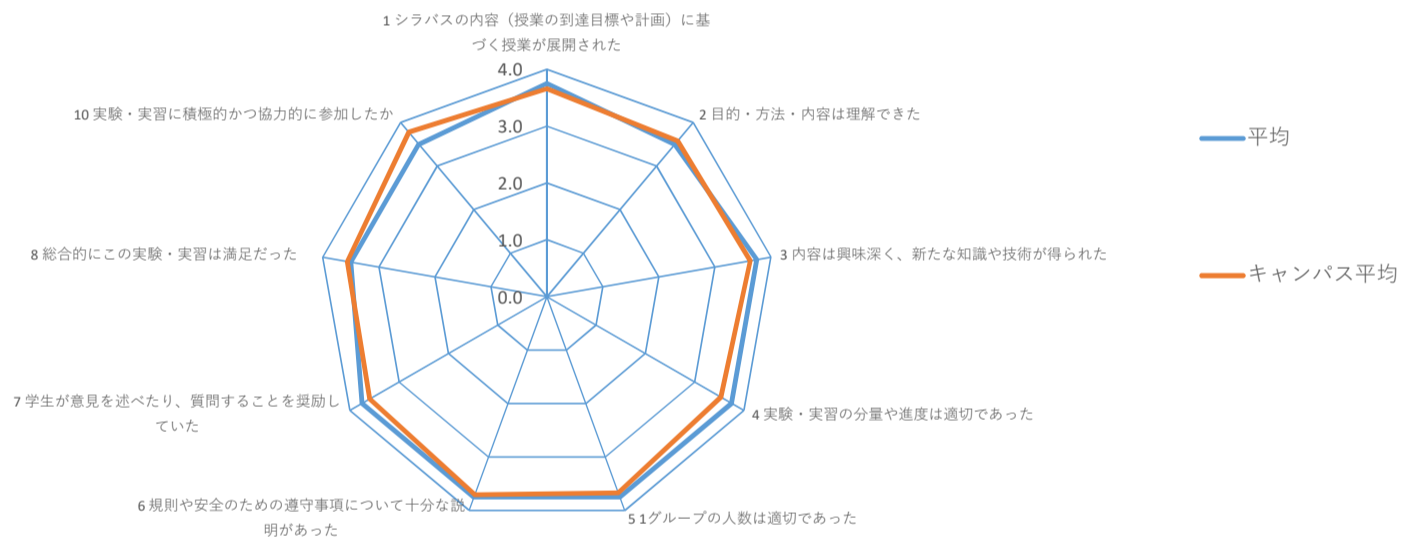 1 シラバスの内容（授業の到達目標や計画）に基
づく授業が展開された
4.0
3.0
2.0
1.0
0.0
10 実験・実習に積極的かつ協力的に参加したか
2 目的・方法・内容は理解できた
平均
8 総合的にこの実験・実習は満足だった
3 内容は興味深く、新たな知識や技術が得られた
キャンパス平均
7 学生が意見を述べたり、質問することを奨励し
ていた
4 実験・実習の分量や進度は適切であった
6 規則や安全のための遵守事項について十分な説
明があった
5 1グループの人数は適切であった